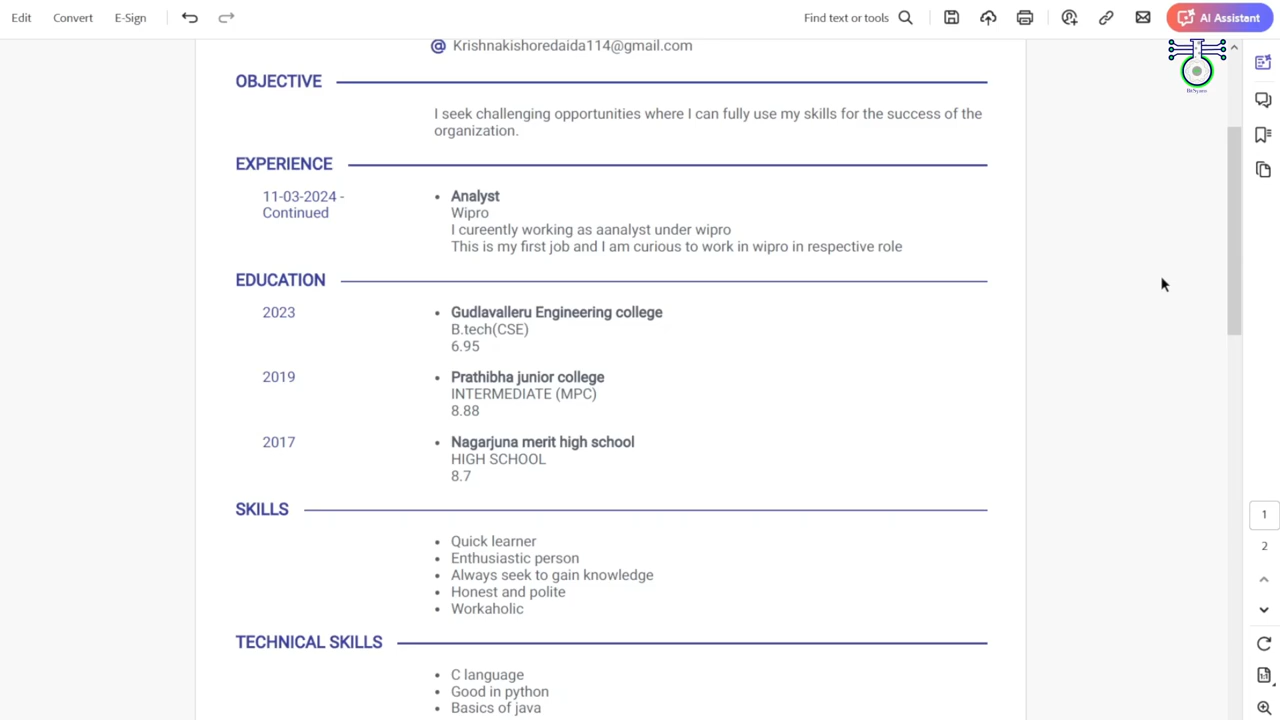 Edit Convert E-Sign Find text or tools AI Assistant
@ Krishnakishoredaida114@gmail.com
OBJECTIVE
I seek challenging opportunities where I can fully use my skills for the success of the
organization.
EXPERIENCE
11-03-2024 -
Continued
• Analyst
Wipro
I cureently working as aanalyst under wipro
This is my first job and I am curious to work in wipro in respective role
EDUCATION
2023
• Gudlavalleru Engineering college
B.tech(CSE)
6.95
2019
• Prathibha junior college
INTERMEDIATE (MPC)
8.88
2017
• Nagarjuna merit high school
HIGH SCHOOL
8.7
SKILLS
• Quick learner
• Enthusiastic person
• Always seek to gain knowledge
• Honest and polite
• Workaholic
TECHNICAL SKILLS
• C language
• Good in python
• Basics of java
1
2